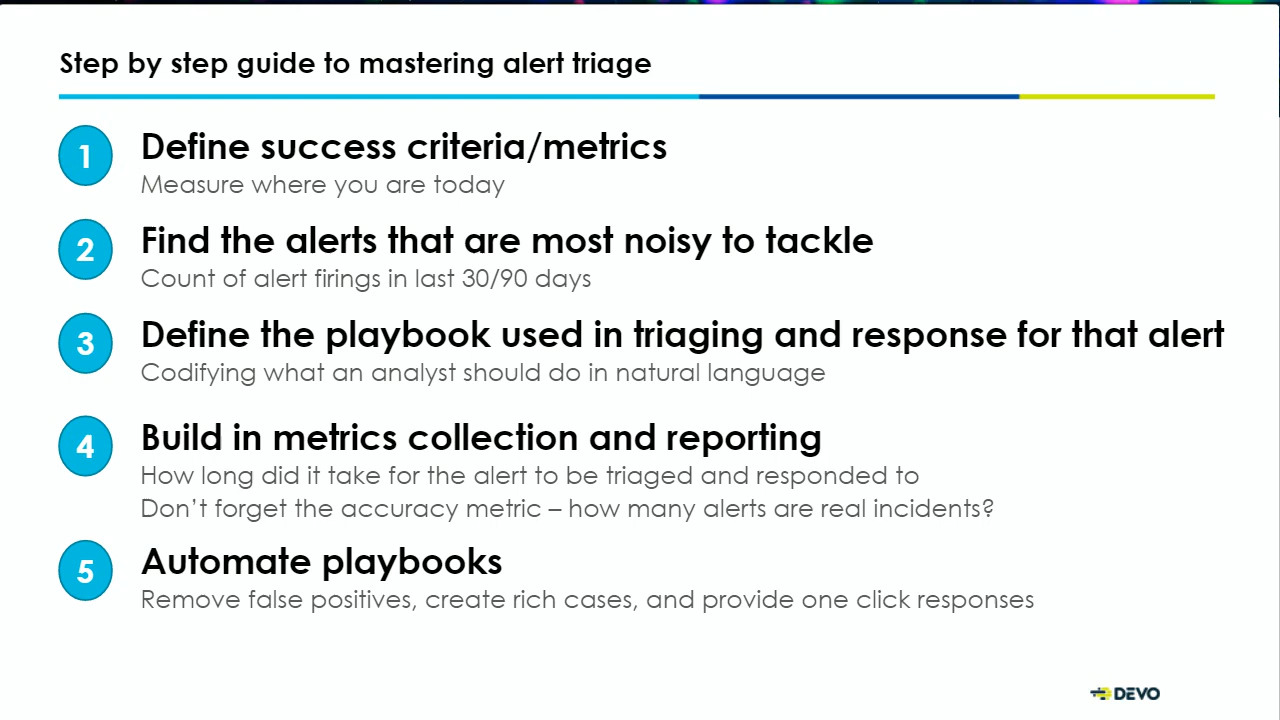 Step by step guide to mastering alert triage
1
Define success criteria/metrics
Measure where you are today
2
Find the alerts that are most noisy to tackle
Count of alert firings in last 30/90 days
3
Define the playbook used in triaging and response for that alert
Codifying what an analyst should do in natural language
4
Build in metrics collection and reporting
How long did it take for the alert to be triaged and responded to
Don’t forget the accuracy metric – how many alerts are real incidents?
5
Automate playbooks
Remove false positives, create rich cases, and provide one click responses
DEVO